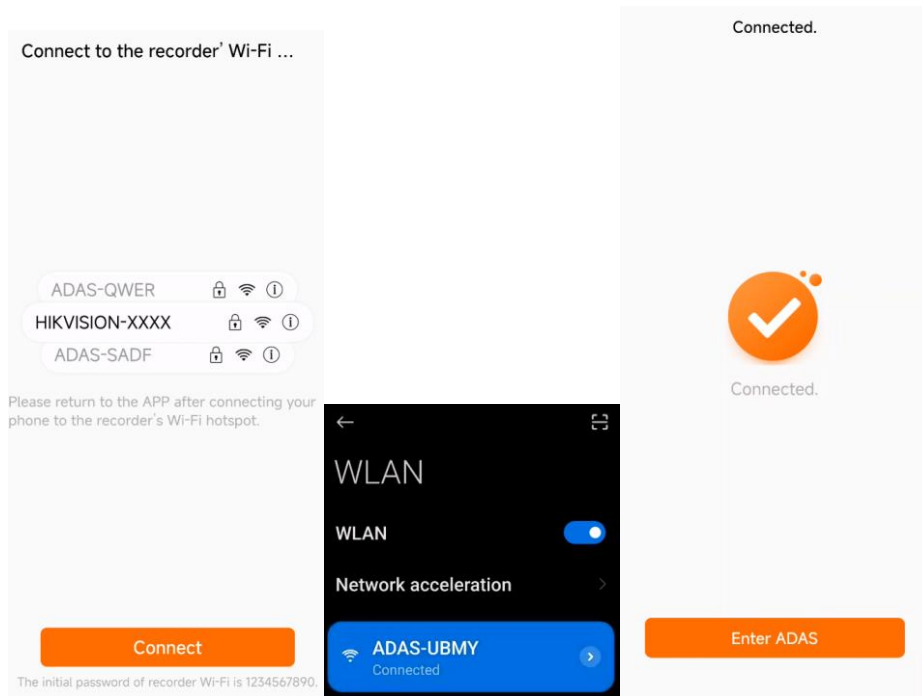 Connect to the recorder' Wi-Fi ...
ADAS-QWER
HIKVISION-XXXX
ADAS-SADF
Please return to the APP after connecting your
phone to the recorder's Wi-Fi hotspot.
Connect
The initial password of recorder Wi-Fi is 1234567890.
WLAN
WLAN
Network acceleration
ADAS-UBMY
Connected
Connected.
Connected.
Enter ADAS